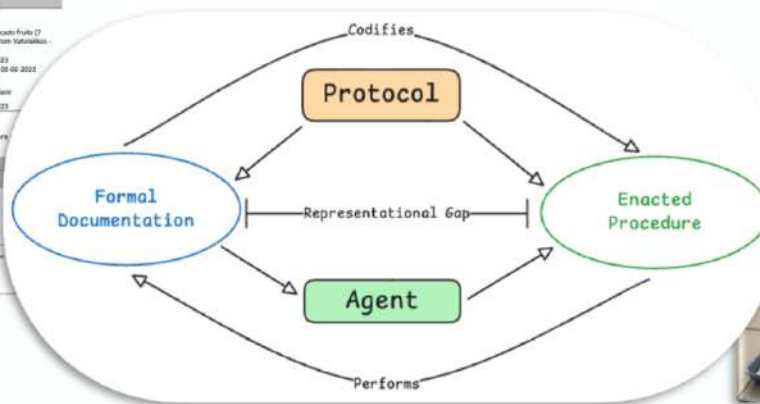 Codifies
Protocol
Formal
Documentation
Representational Gap
Enacted
Procedure
Agent
Performs